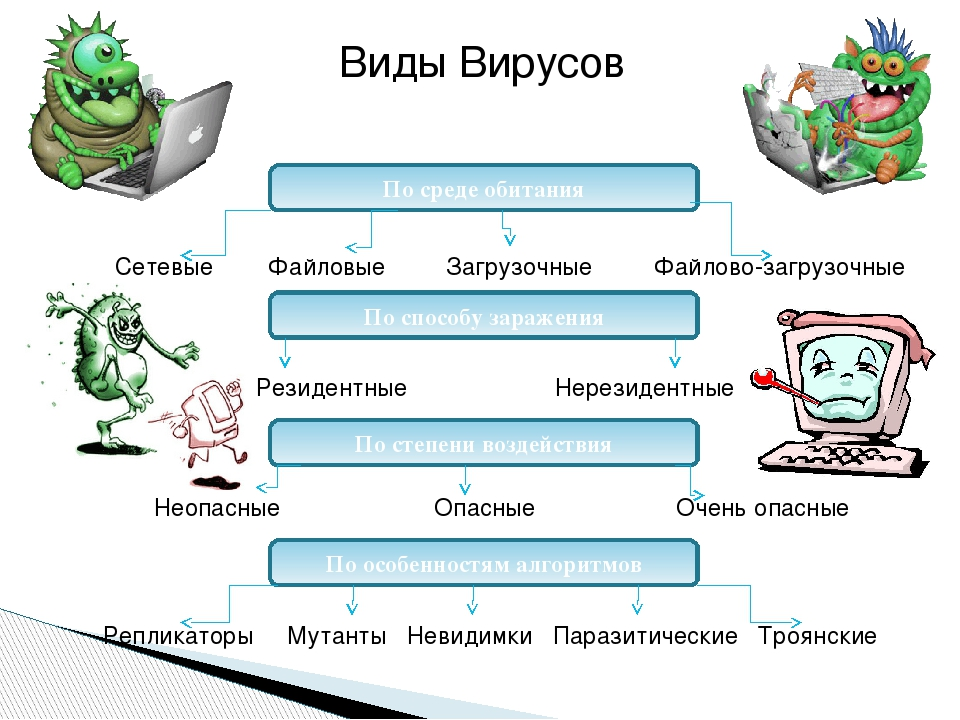 Виды Вирусов
По среде обитания
Сетевые Файловые Загрузочные Файлово-загрузочные
По способу заражения
Резидентные Нерезидентные
По степени воздействия
Неопасные Опасные Очень опасные
По особенностям алгоритмов
Репликаторы Мутанты Невидимки Паразитические Троянские